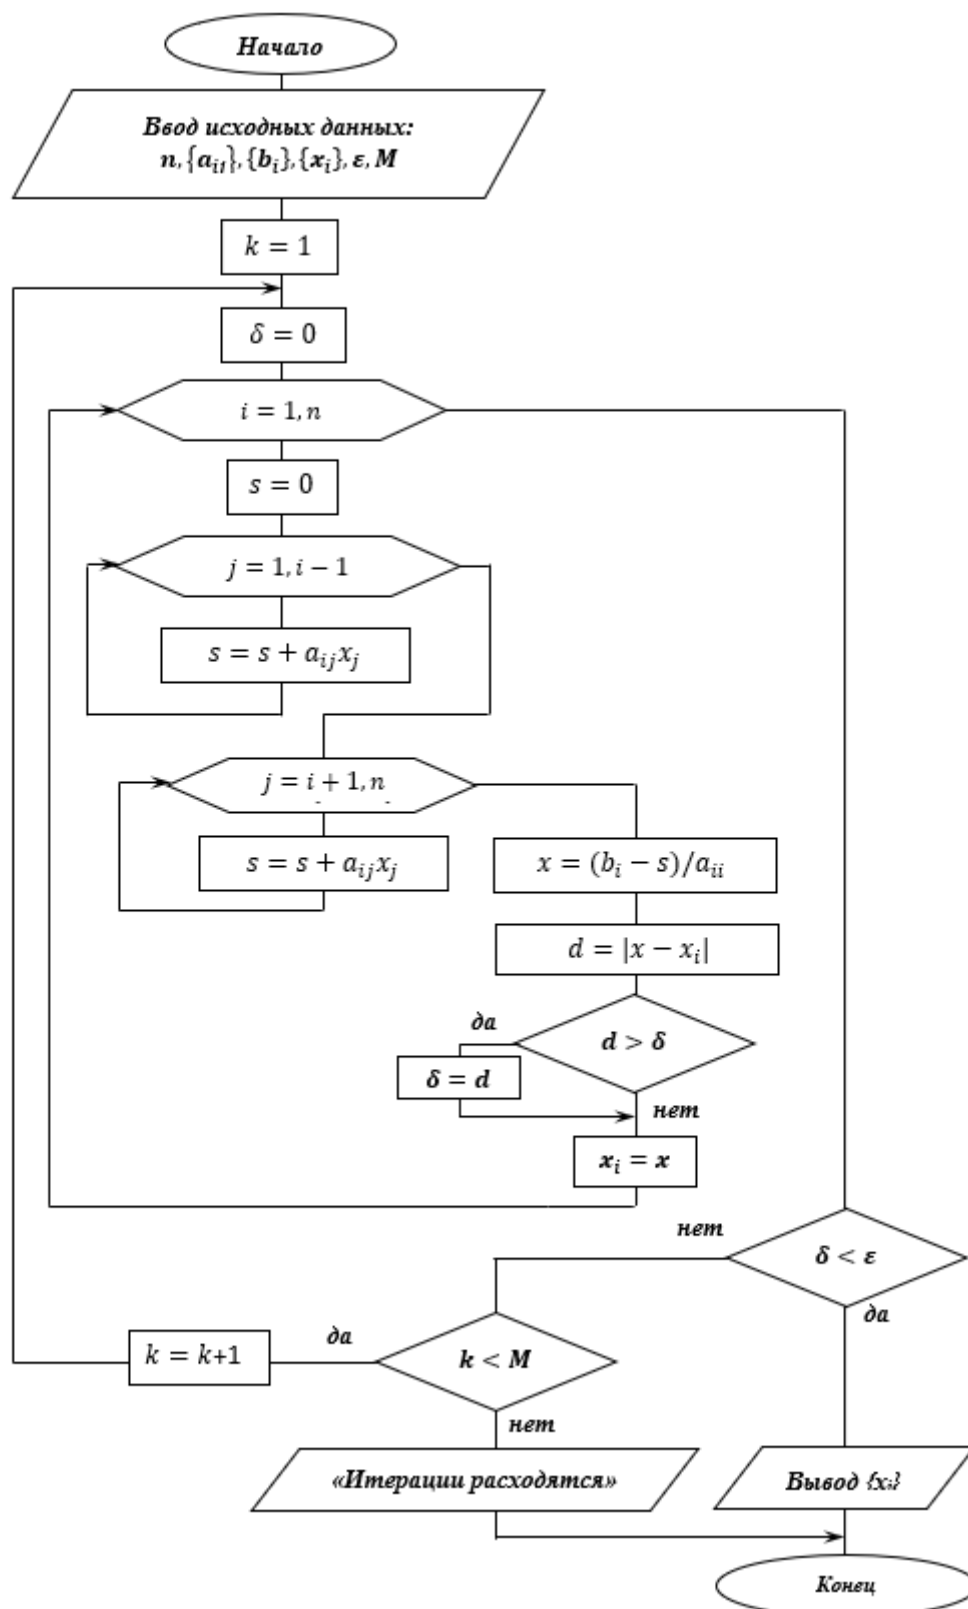 Начало
Ввод исходных данных:
n, {aᵢⱼ}, {bᵢ}, {xᵢ}, ε, M
k = 1
δ = 0
i = 1, n
s = 0
j = 1, i − 1
s = s + aᵢⱼxⱼ
j = i + 1, n
s = s + aᵢⱼxⱼ
x = (bᵢ − s)/aᵢᵢ
d = |x − xᵢ|
да
d > δ
δ = d
нет
xᵢ = x
нет
δ < ε
да
k = k+1
да
k < M
нет
«Итерации расходятся»
Вывод {xᵢ}
Конец